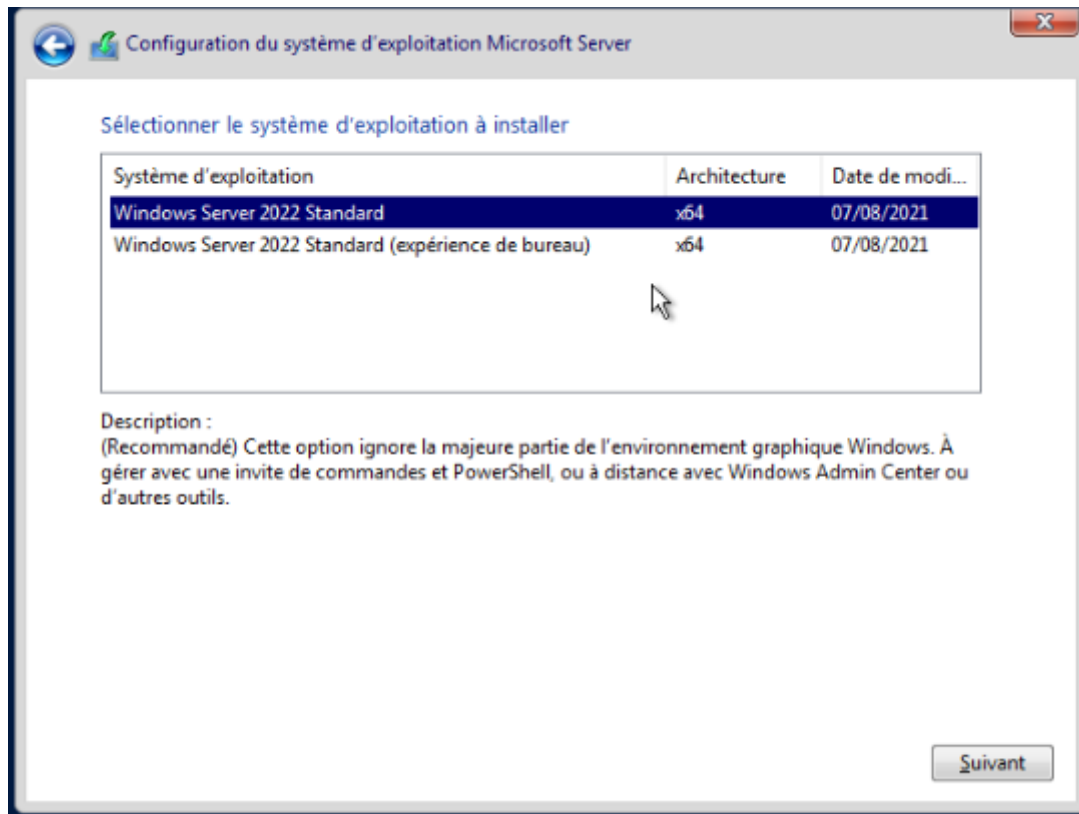 Configuration du système d'exploitation Microsoft Server
Sélectionner le système d'exploitation à installer
Système d'exploitation Architecture Date de modi...
Windows Server 2022 Standard x64 07/08/2021
Windows Server 2022 Standard (expérience de bureau) x64 07/08/2021
Description :
(Recommandé) Cette option ignore la majeure partie de l'environnement graphique Windows. À
gérer avec une invite de commandes et PowerShell, ou à distance avec Windows Admin Center ou
d'autres outils.
Suivant